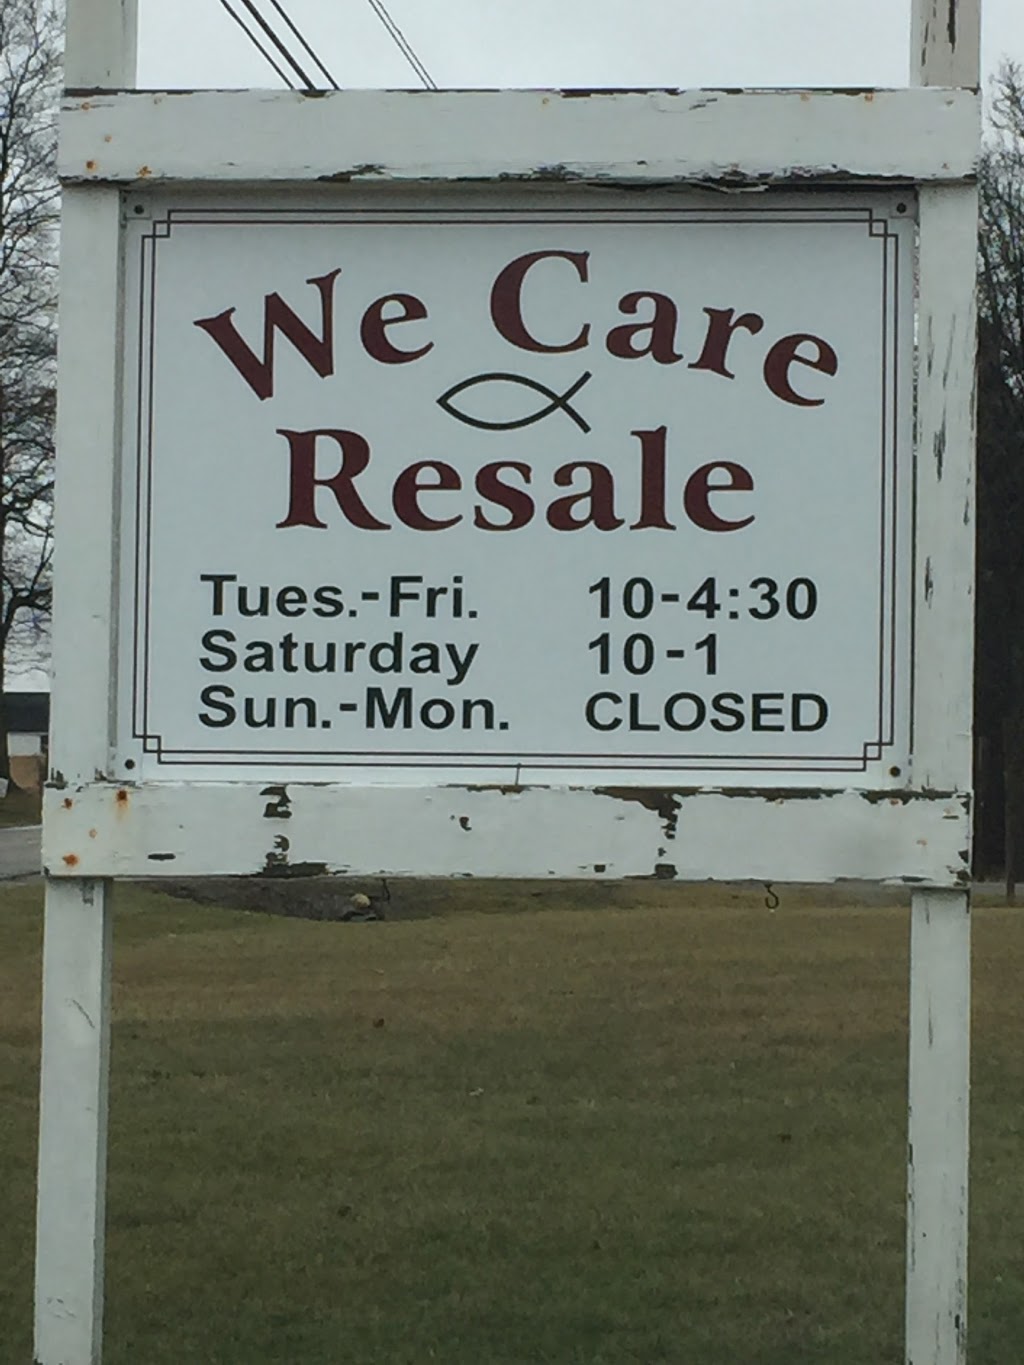 We Care
Resale
Tues.-Fri. 10-4:30
Saturday 10-1
Sun.-Mon. CLOSED